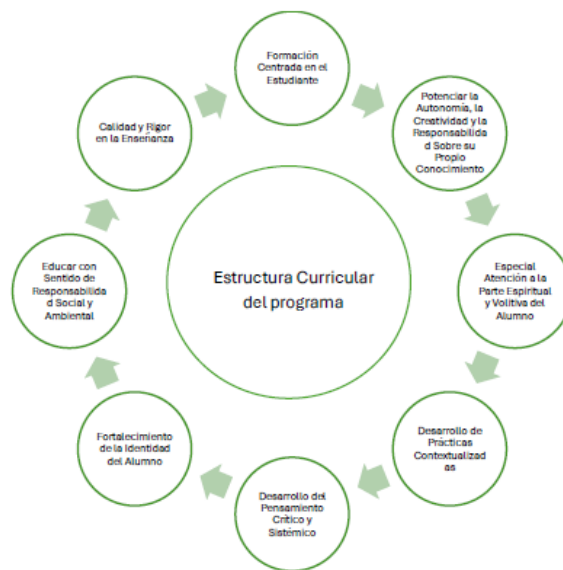 Formación
Centrada en el
Estudiante
Potenciar la
Autonomía, la
Creatividad y la
Responsabilida
d Sobre su
Propio
Conocimiento
Especial
Atención a la
Parte Espiritual
y Volitiva del
Alumno
Desarrollo de
Prácticas
Contextualizad
as
Desarrollo del
Pensamiento
Crítico y
Sistémico
Fortalecimiento
de la Identidad
del Alumno
Educar con
Sentido de
Responsabilida
d Social y
Ambiental
Calidad y Rigor
en la Enseñanza
Estructura Curricular
del programa